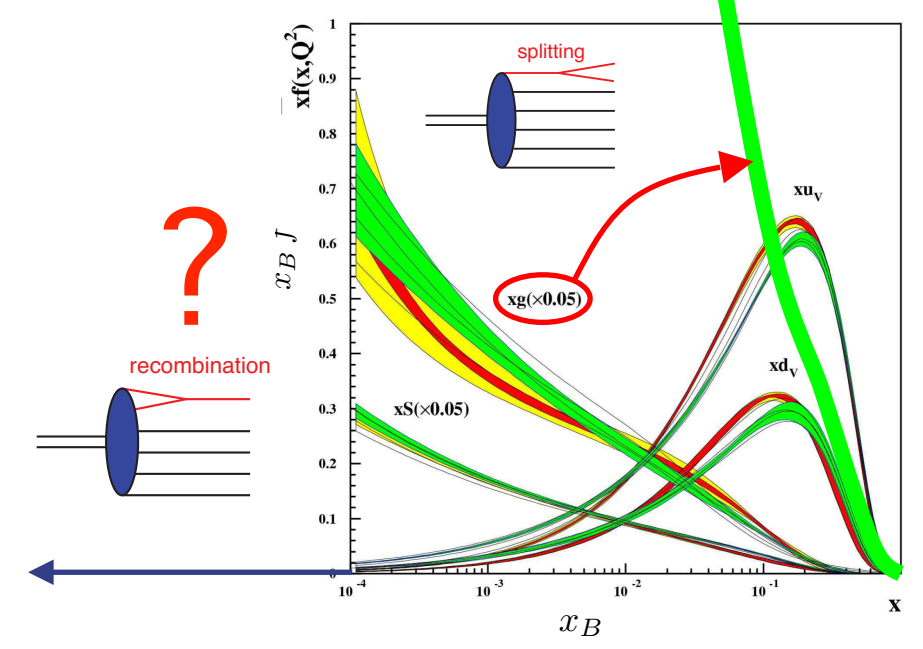 splitting
xf(x,Q²)
1
0.9
0.8
0.7
0.6
0.5
0.4
0.3
0.2
0.1
0
x_B f
xu_V
xg(×0.05)
xd_V
xS(×0.05)
?
recombination
10⁻⁴
10⁻³
10⁻²
10⁻¹
x
x_B